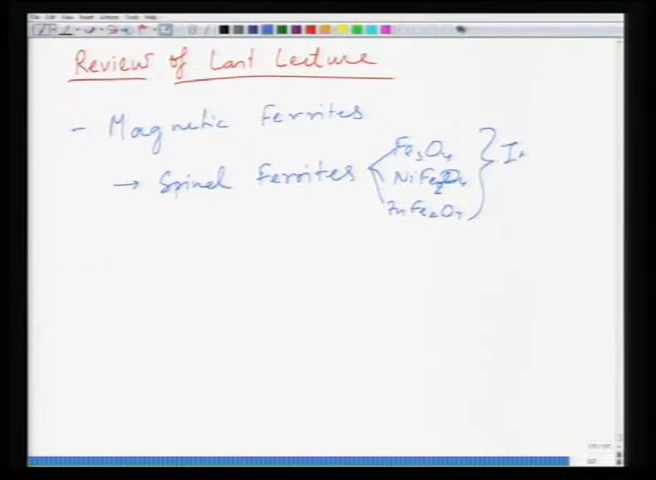 Review of Last Lecture
- Magnetic Ferrites
→ Spinel Ferrites
Fe3O4
NiFe2O4
ZnFe2O4